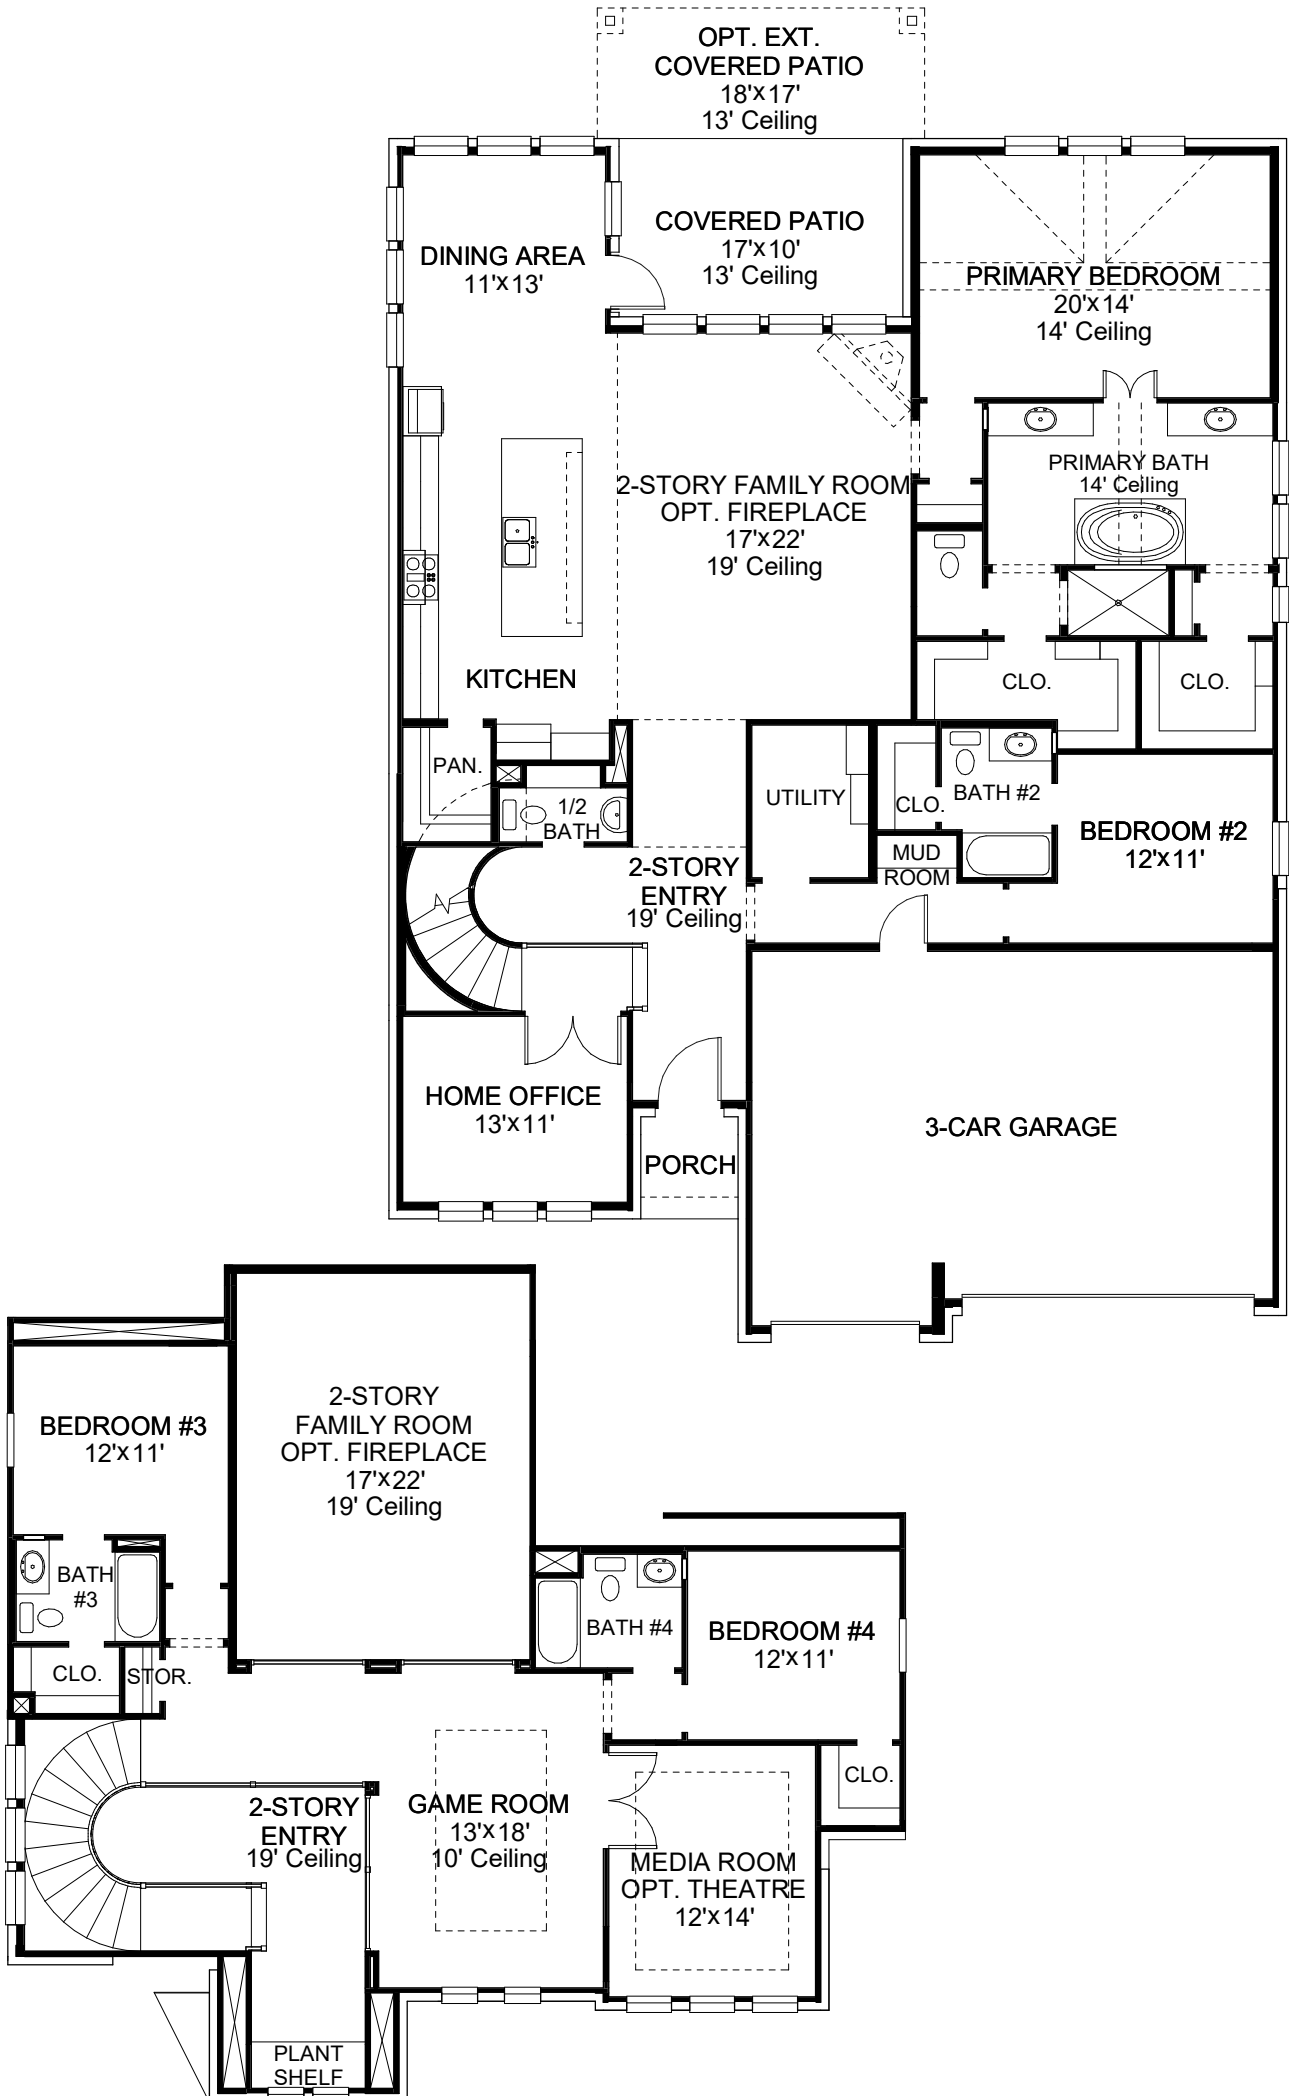 OPT. EXT.
COVERED PATIO
18'x17'
13' Ceiling
COVERED PATIO
17'x10'
13' Ceiling
DINING AREA
11'x13'
PRIMARY BEDROOM
20'x14'
14' Ceiling
PRIMARY BATH
14' Ceiling
2-STORY FAMILY ROOM
OPT. FIREPLACE
17'x22'
19' Ceiling
KITCHEN
CLO.
CLO.
PAN.
1/2
BATH
UTILITY
CLO.
BATH #2
BEDROOM #2
12'x11'
MUD
ROOM
2-STORY
ENTRY
19' Ceiling
HOME OFFICE
13'x11'
PORCH
3-CAR GARAGE
2-STORY
FAMILY ROOM
OPT. FIREPLACE
17'x22'
19' Ceiling
BEDROOM #3
12'x11'
BATH
#3
CLO.
STOR.
BATH #4
BEDROOM #4
12'x11'
CLO.
2-STORY
ENTRY
19' Ceiling
GAME ROOM
13'x18'
10' Ceiling
MEDIA ROOM
OPT. THEATRE
12'x14'
PLANT
SHELF